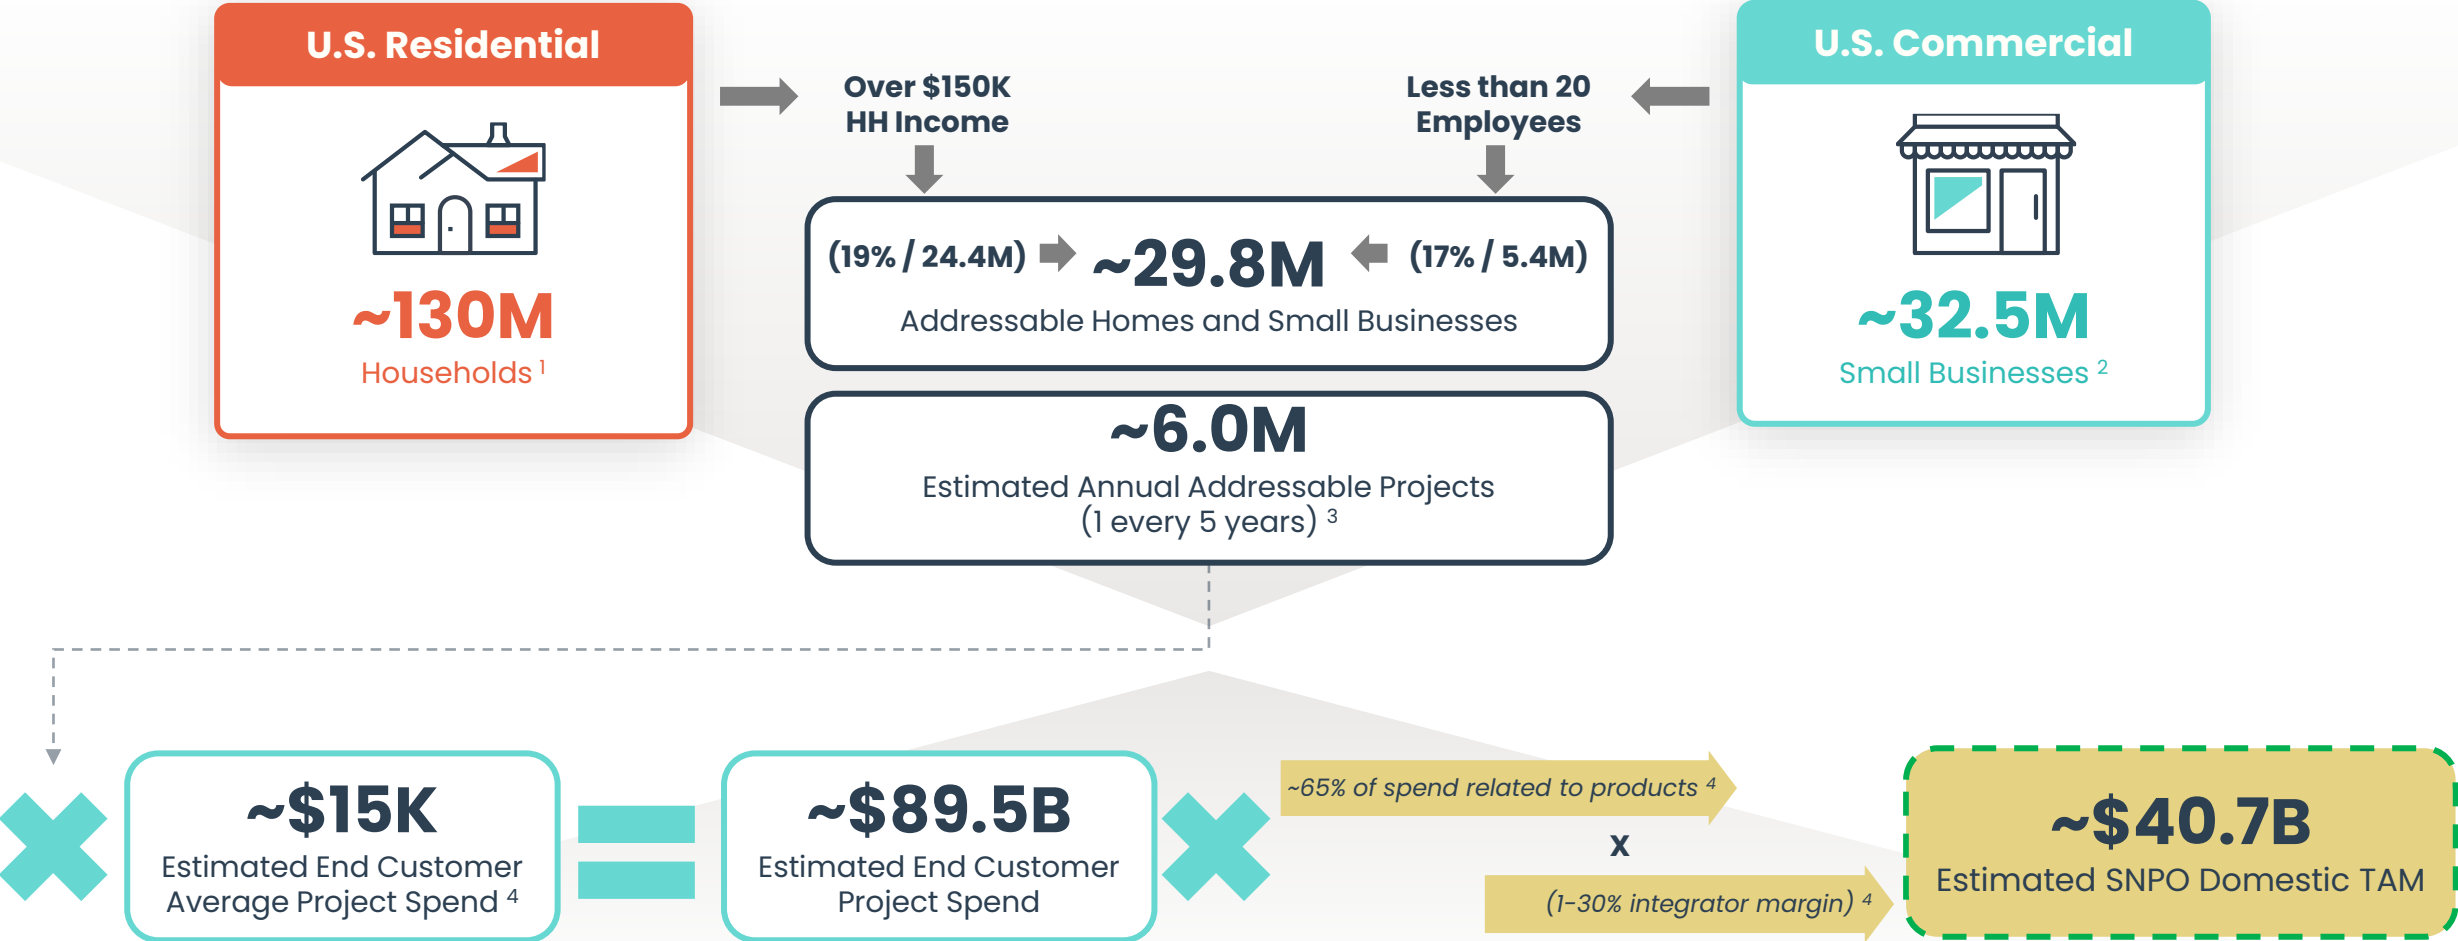 U.S. Residential
~130M
Households 1
Over $150K
HH Income
Less than 20
Employees
U.S. Commercial
~32.5M
Small Businesses 2
(19% / 24.4M)
~29.8M
(17% / 5.4M)
Addressable Homes and Small Businesses
~6.0M
Estimated Annual Addressable Projects
(1 every 5 years) 3
~$15K
Estimated End Customer
Average Project Spend 4
~$89.5B
Estimated End Customer
Project Spend
~65% of spend related to products 4
x
(1-30% integrator margin) 4
~$40.7B
Estimated SNPO Domestic TAM